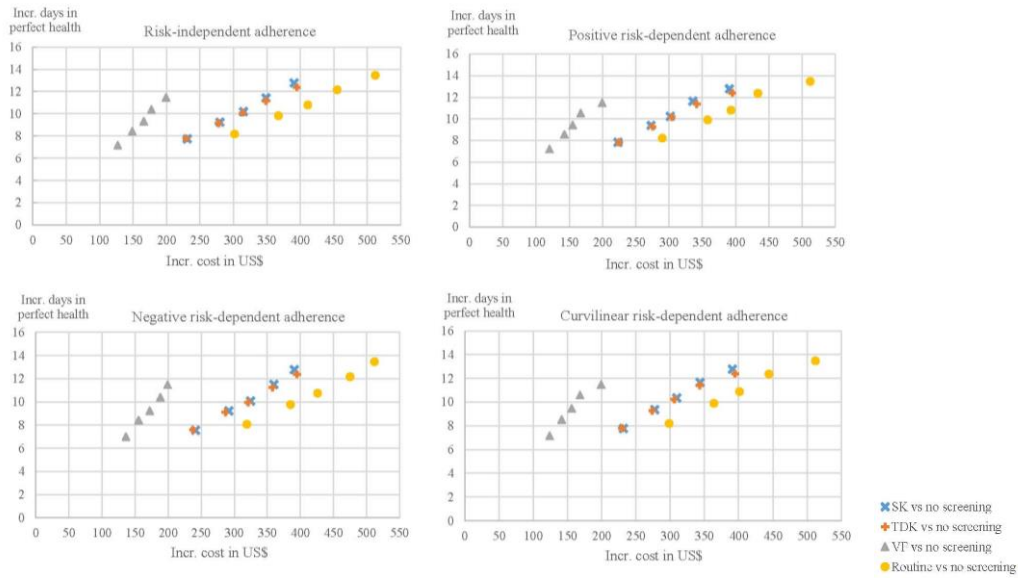 Incr. days in
perfect health
Risk-independent adherence
16
14
12
10
8
6
4
2
0
0 50 100 150 200 250 300 350 400 450 500 550
Incr. cost in US$
Incr. days in
perfect health
Positive risk-dependent adherence
16
14
12
10
8
6
4
2
0
0 50 100 150 200 250 300 350 400 450 500 550
Incr. cost in US$
Incr. days in
perfect health
Negative risk-dependent adherence
16
14
12
10
8
6
4
2
0
0 50 100 150 200 250 300 350 400 450 500 550
Incr. cost in US$
Incr. days in
perfect health
Curvilinear risk-dependent adherence
16
14
12
10
8
6
4
2
0
0 50 100 150 200 250 300 350 400 450 500 550
Incr. cost in US$
SK vs no screening
TDK vs no screening
VF vs no screening
Routine vs no screening